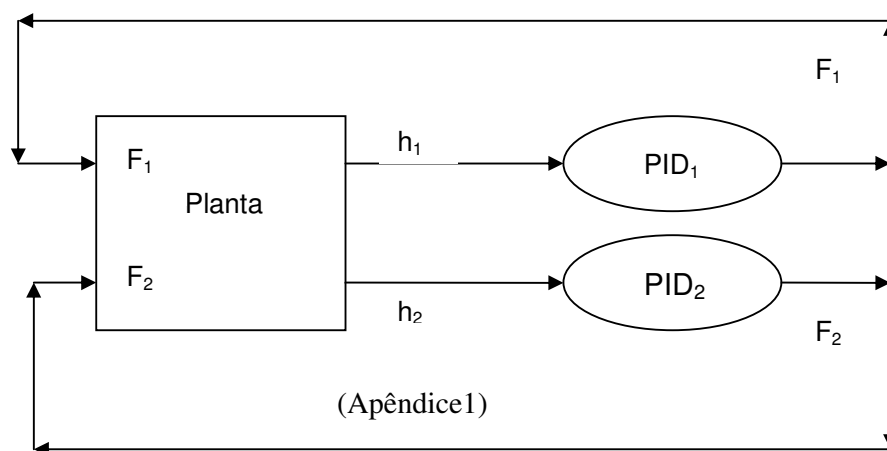 F₁
h₁
F₁
PID₁
Planta
F₂
PID₂
h₂
F₂
(Apêndice1)